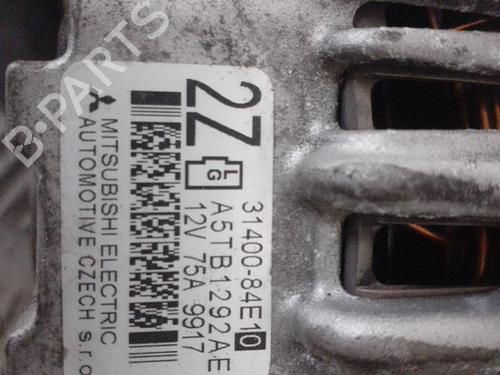 2Z
L
G
31400-84E10
A5TB1292AE
12V 75A 9917
MITSUBISHI ELECTRIC
AUTOMOTIVE CZECH s.r.o
B-PARTS